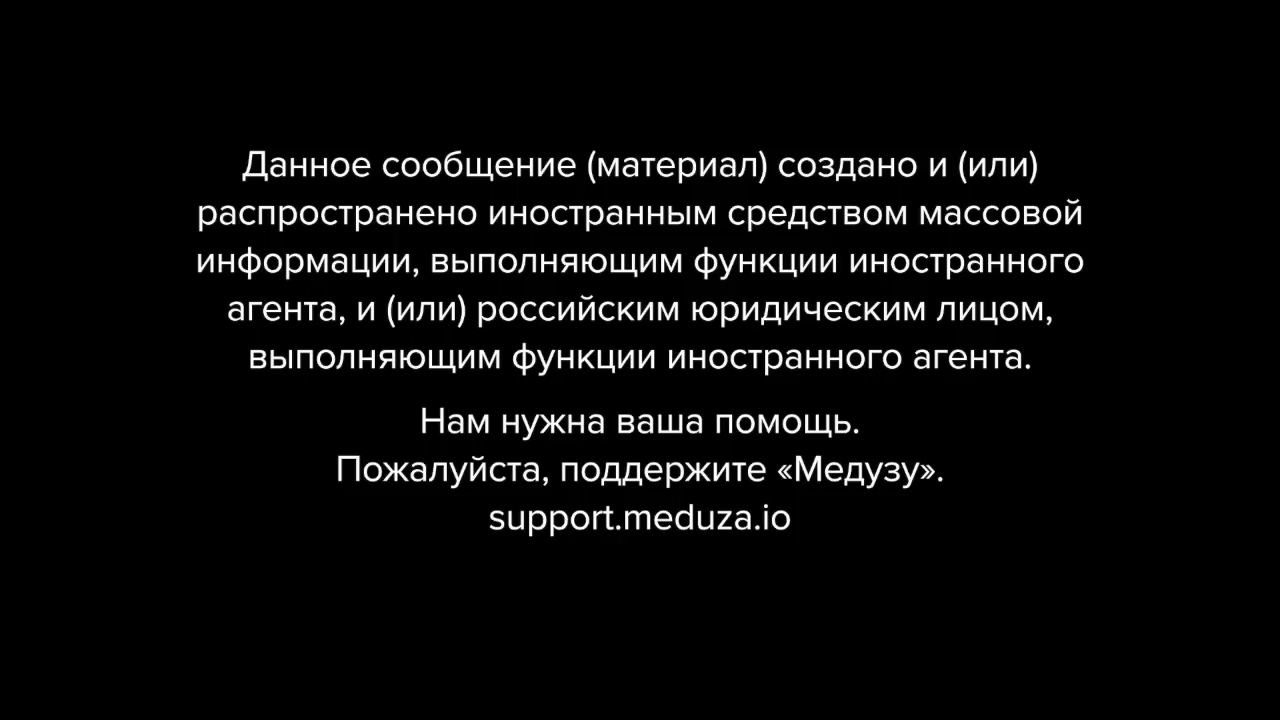 Данное сообщение (материал) создано и (или)
распространено иностранным средством массовой
информации, выполняющим функции иностранного
агента, и (или) российским юридическим лицом,
выполняющим функции иностранного агента.
Нам нужна ваша помощь.
Пожалуйста, поддержите «Медузу».
support.meduza.io